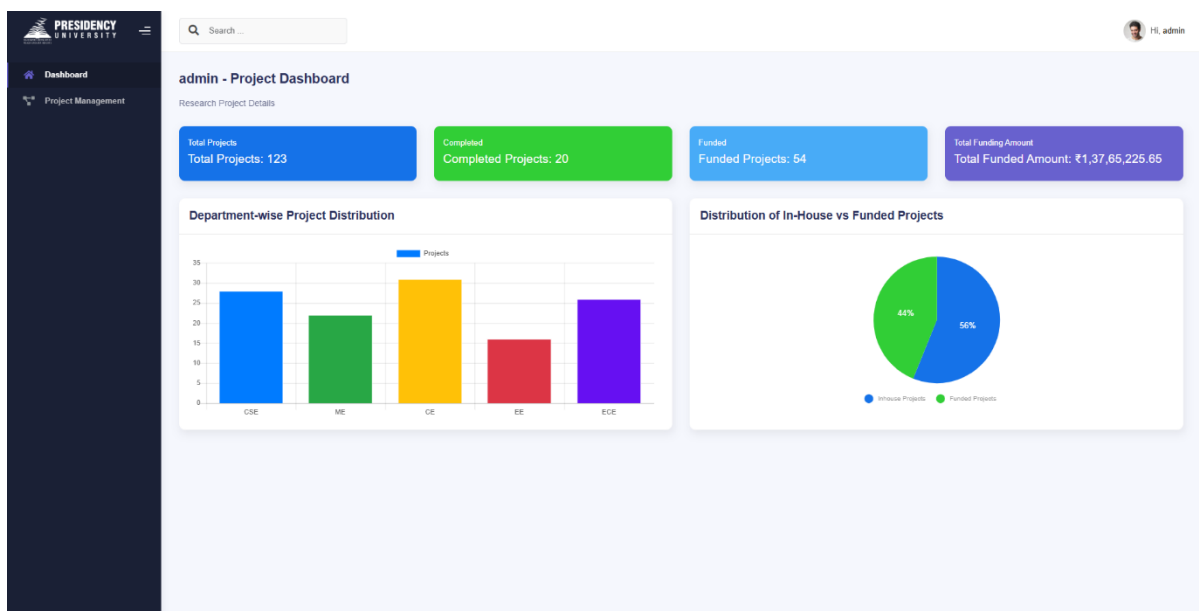 PRESIDENCY
UNIVERSITY
Search ...
Hi, admin
Dashboard
Project Management
admin - Project Dashboard
Research Project Details
Total Projects
Total Projects: 123
Completed
Completed Projects: 20
Funded
Funded Projects: 54
Total Funding Amount
Total Funded Amount: ₹1,37,65,225.65
Department-wise Project Distribution
Projects
35
30
25
20
15
10
5
0
CSE
ME
CE
EE
ECE
Distribution of In-House vs Funded Projects
44%
56%
Inhouse Projects
Funded Projects